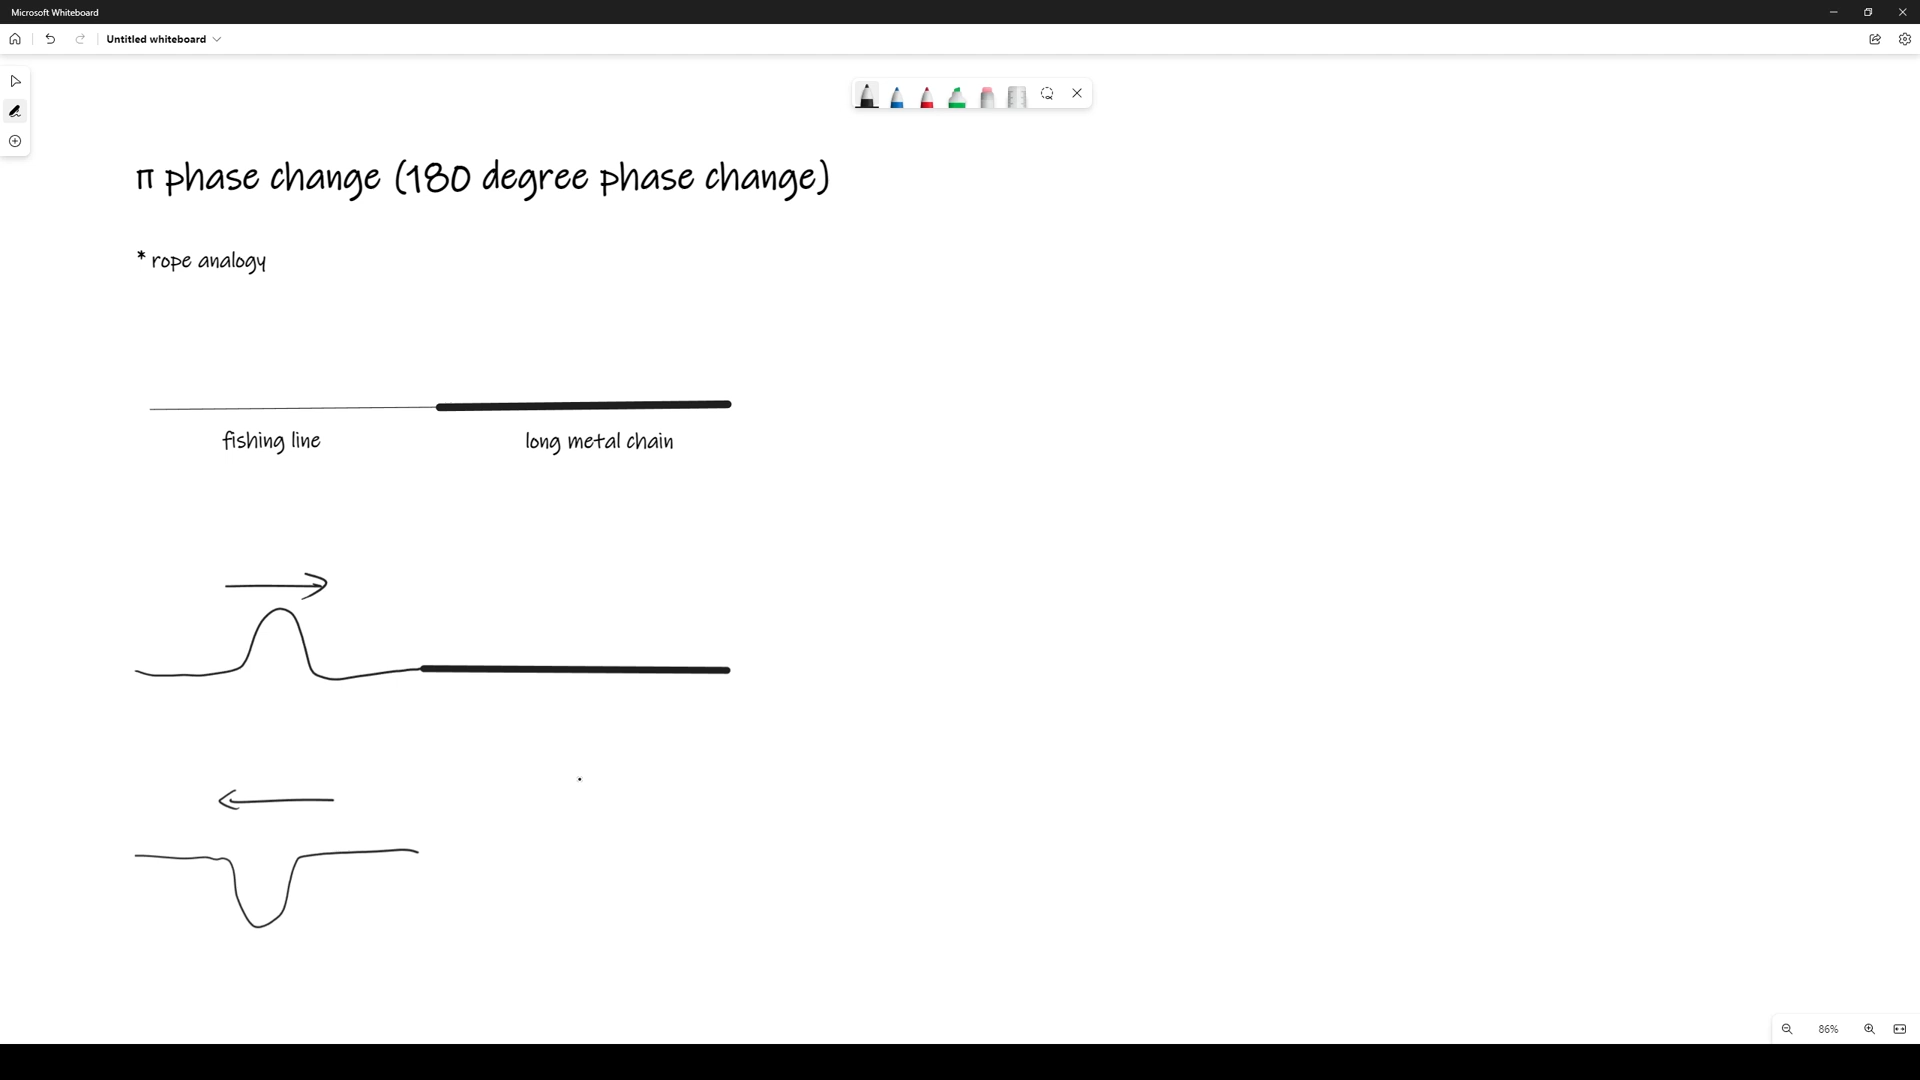 Microsoft Whiteboard
Untitled whiteboard
π phase change (180 degree phase change)
* rope analogy
fishing line
long metal chain
86%